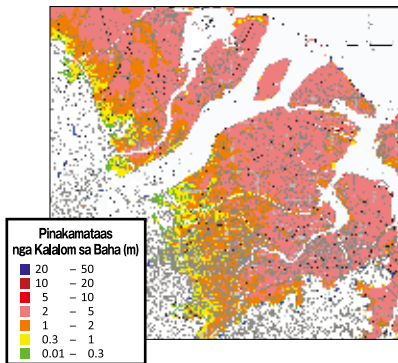 Pinakamataas
nga Kalalom sa Baha (m)
20 – 50
10 – 20
5 – 10
2 – 5
1 – 2
0.3 – 1
0.01 – 0.3